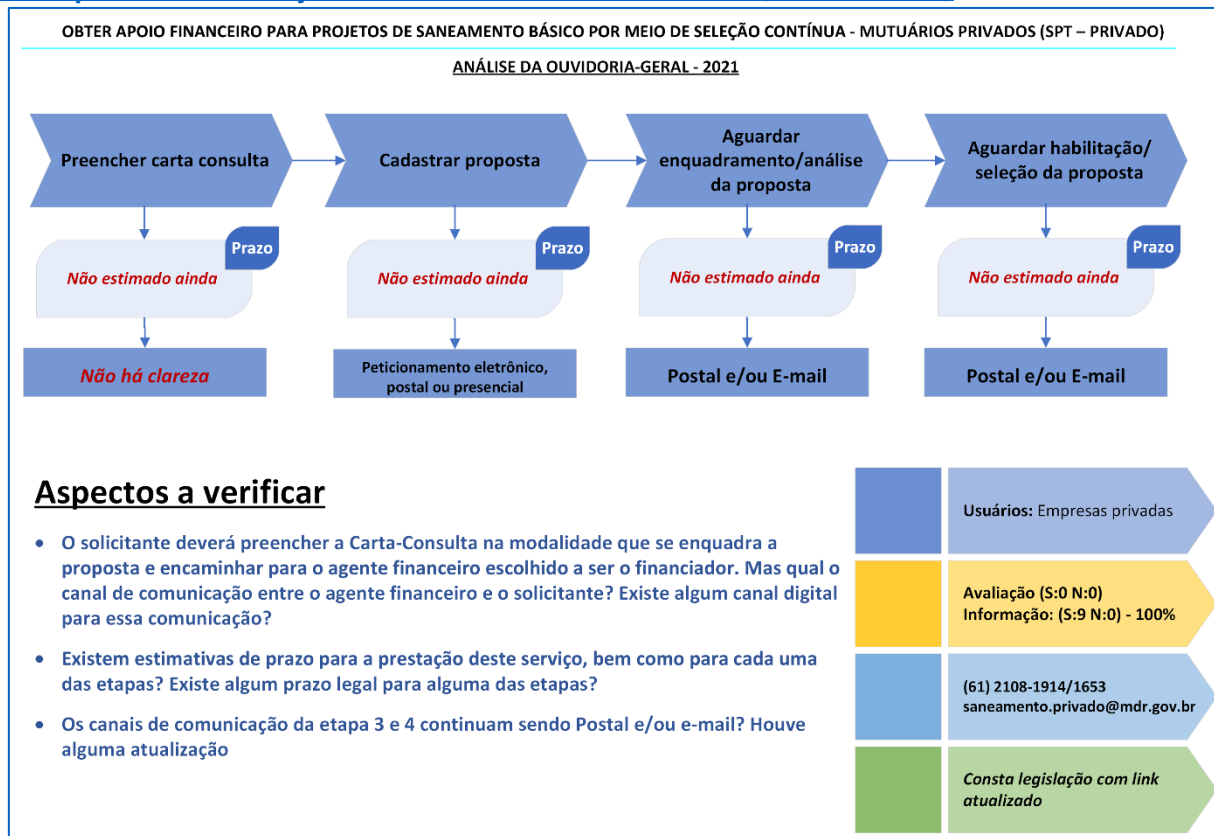 OBTER APOIO FINANCEIRO PARA PROJETOS DE SANEAMENTO BÁSICO POR MEIO DE SELEÇÃO CONTÍNUA - MUTUÁRIOS PRIVADOS (SPT – PRIVADO)
ANÁLISE DA OUVIDORIA-GERAL - 2021
Preencher carta consulta
Cadastrar proposta
Aguardar
enquadramento/análise
da proposta
Aguardar habilitação/
seleção da proposta
Prazo
Não estimado ainda
Prazo
Não estimado ainda
Prazo
Não estimado ainda
Prazo
Não estimado ainda
Não há clareza
Peticionamento eletrônico,
postal ou presencial
Postal e/ou E-mail
Postal e/ou E-mail
Aspectos a verificar
• O solicitante deverá preencher a Carta-Consulta na modalidade que se enquadra a
proposta e encaminhar para o agente financeiro escolhido a ser o financiador. Mas qual o
canal de comunicação entre o agente financeiro e o solicitante? Existe algum canal digital
para essa comunicação?
• Existem estimativas de prazo para a prestação deste serviço, bem como para cada uma
das etapas? Existe algum prazo legal para alguma das etapas?
• Os canais de comunicação da etapa 3 e 4 continuam sendo Postal e/ou e-mail? Houve
alguma atualização
Usuários: Empresas privadas
Avaliação (S:0 N:0)
Informação: (S:9 N:0) - 100%
(61) 2108-1914/1653
saneamento.privado@mdr.gov.br
Consta legislação com link
atualizado